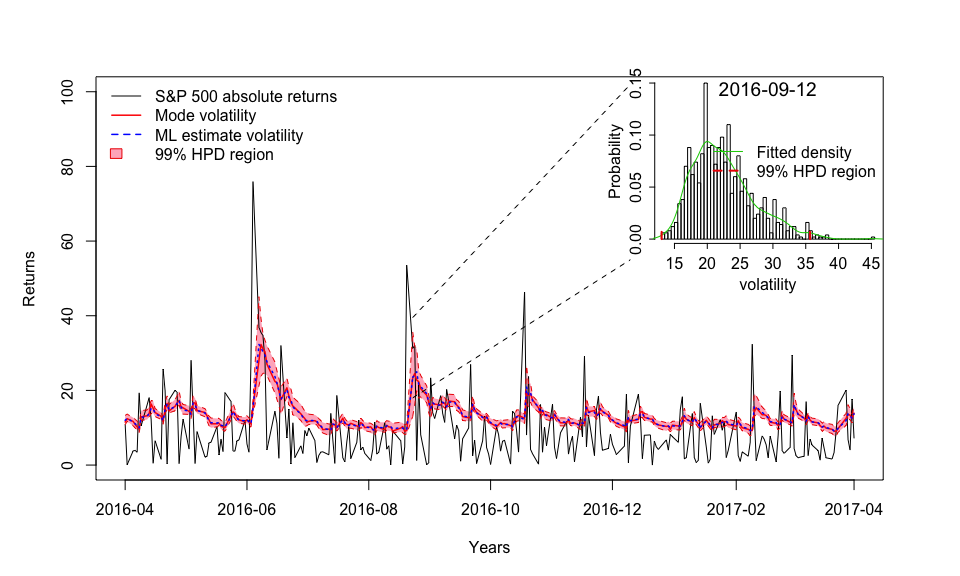 S&P 500 absolute returns
Mode volatility
ML estimate volatility
99% HPD region
Returns
0
20
40
60
80
100
2016-04
2016-06
2016-08
2016-10
2016-12
2017-02
2017-04
Years
2016-09-12
Fitted density
99% HPD region
Probability
0.00
0.05
0.10
0.15
15
20
25
30
35
40
45
volatility